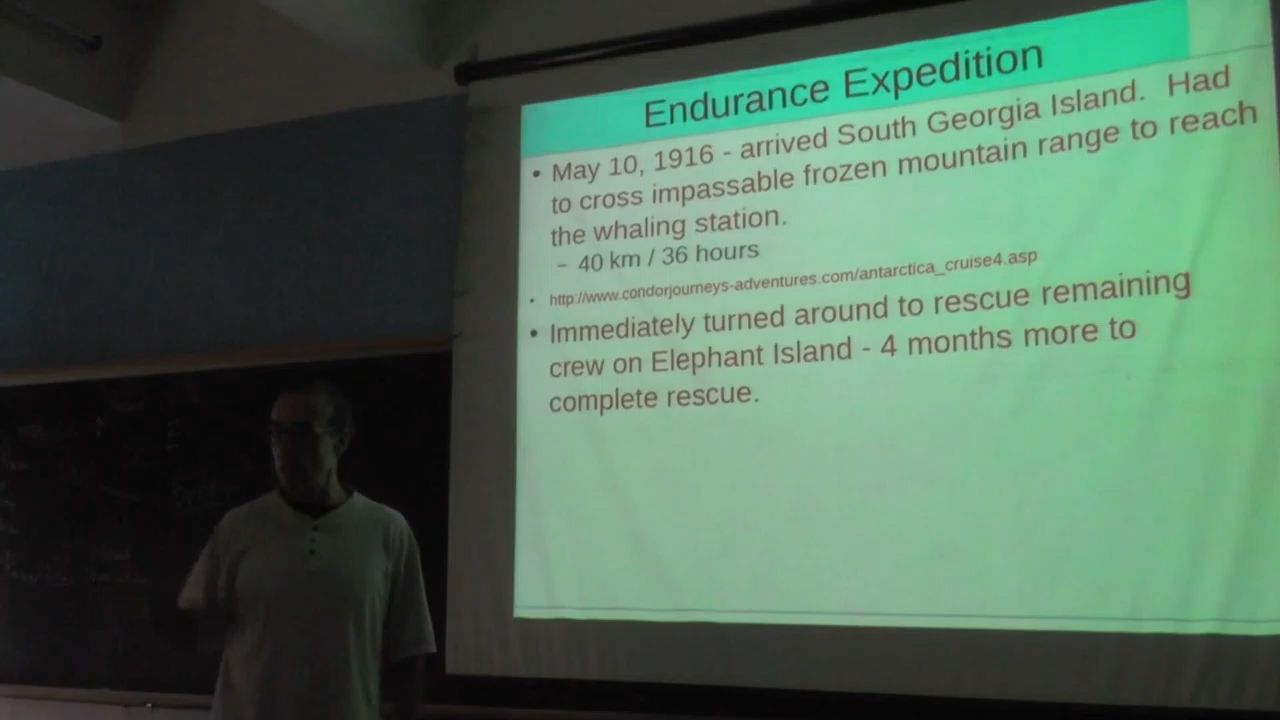 Endurance Expedition
• May 10, 1916 - arrived South Georgia Island. Had
to cross impassable frozen mountain range to reach
the whaling station.
– 40 km / 36 hours
• http://www.condorjourneys-adventures.com/antarctica_cruise4.asp
• Immediately turned around to rescue remaining
crew on Elephant Island - 4 months more to
complete rescue.